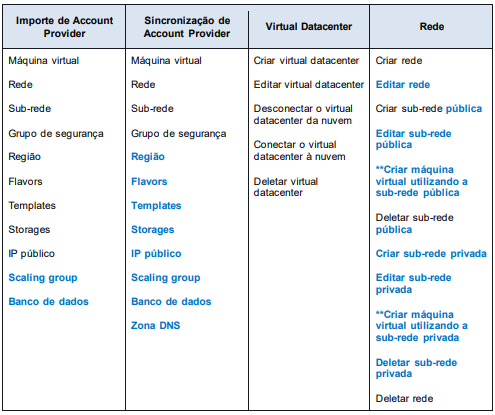 Importe de Account
Provider
Máquina virtual
Rede
Sub-rede
Grupo de segurança
Região
Flavors
Templates
Storages
IP público
Scaling group
Banco de dados
Sincronização de
Account Provider
Máquina virtual
Rede
Sub-rede
Grupo de segurança
Região
Flavors
Templates
Storages
IP público
Scaling group
Banco de dados
Zona DNS
Virtual Datacenter
Criar virtual datacenter
Editar virtual datacenter
Desconectar o virtual
datacenter da nuvem
Conectar o virtual
datacenter à nuvem
Deletar virtual
datacenter
Rede
Criar rede
Editar rede
Criar sub-rede pública
Editar sub-rede
pública
**Criar máquina
virtual utilizando a
sub-rede pública
Deletar sub-rede
pública
Criar sub-rede privada
Editar sub-rede
privada
**Criar máquina
virtual utilizando a
sub-rede privada
Deletar sub-rede
privada
Deletar rede